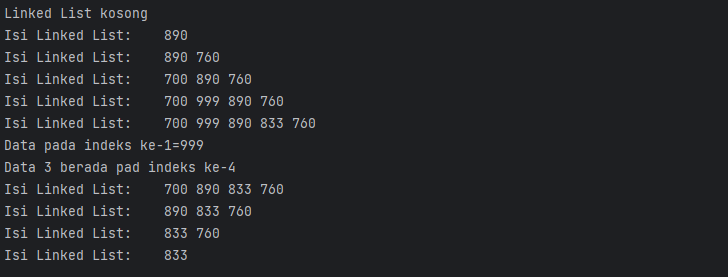 Linked List kosong
Isi Linked List:    890
Isi Linked List:    890 760
Isi Linked List:    700 890 760
Isi Linked List:    700 999 890 760
Isi Linked List:    700 999 890 833 760
Data pada indeks ke-1=999
Data 3 berada pad indeks ke-4
Isi Linked List:    700 890 833 760
Isi Linked List:    890 833 760
Isi Linked List:    833 760
Isi Linked List:    833